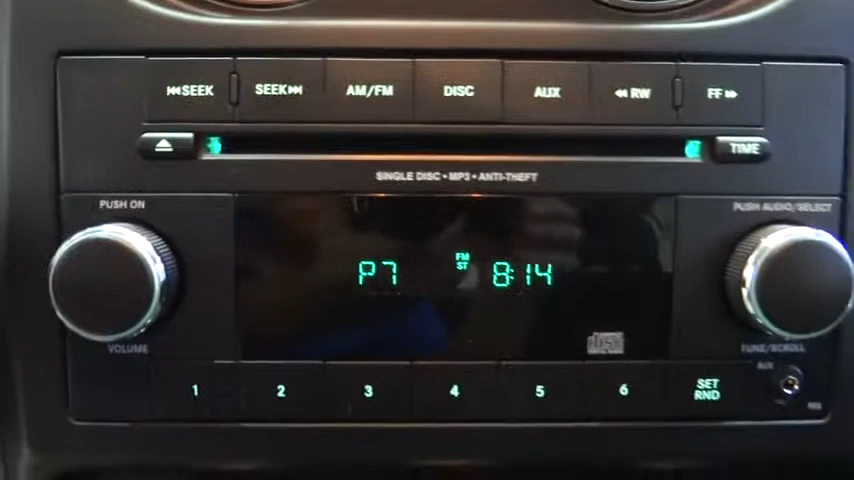 ⏮SEEK SEEK⏭ AM/FM DISC AUX ◀◀ RW FF ▶▶
TIME
SINGLE DISC • MP3 • ANTI-THEFT
PUSH ON
PUSH AUDIO/SELECT
P7 FM ST 8:14
disc
VOLUME
TUNE/SCROLL
AUX
1 2 3 4 5 6 SET RND